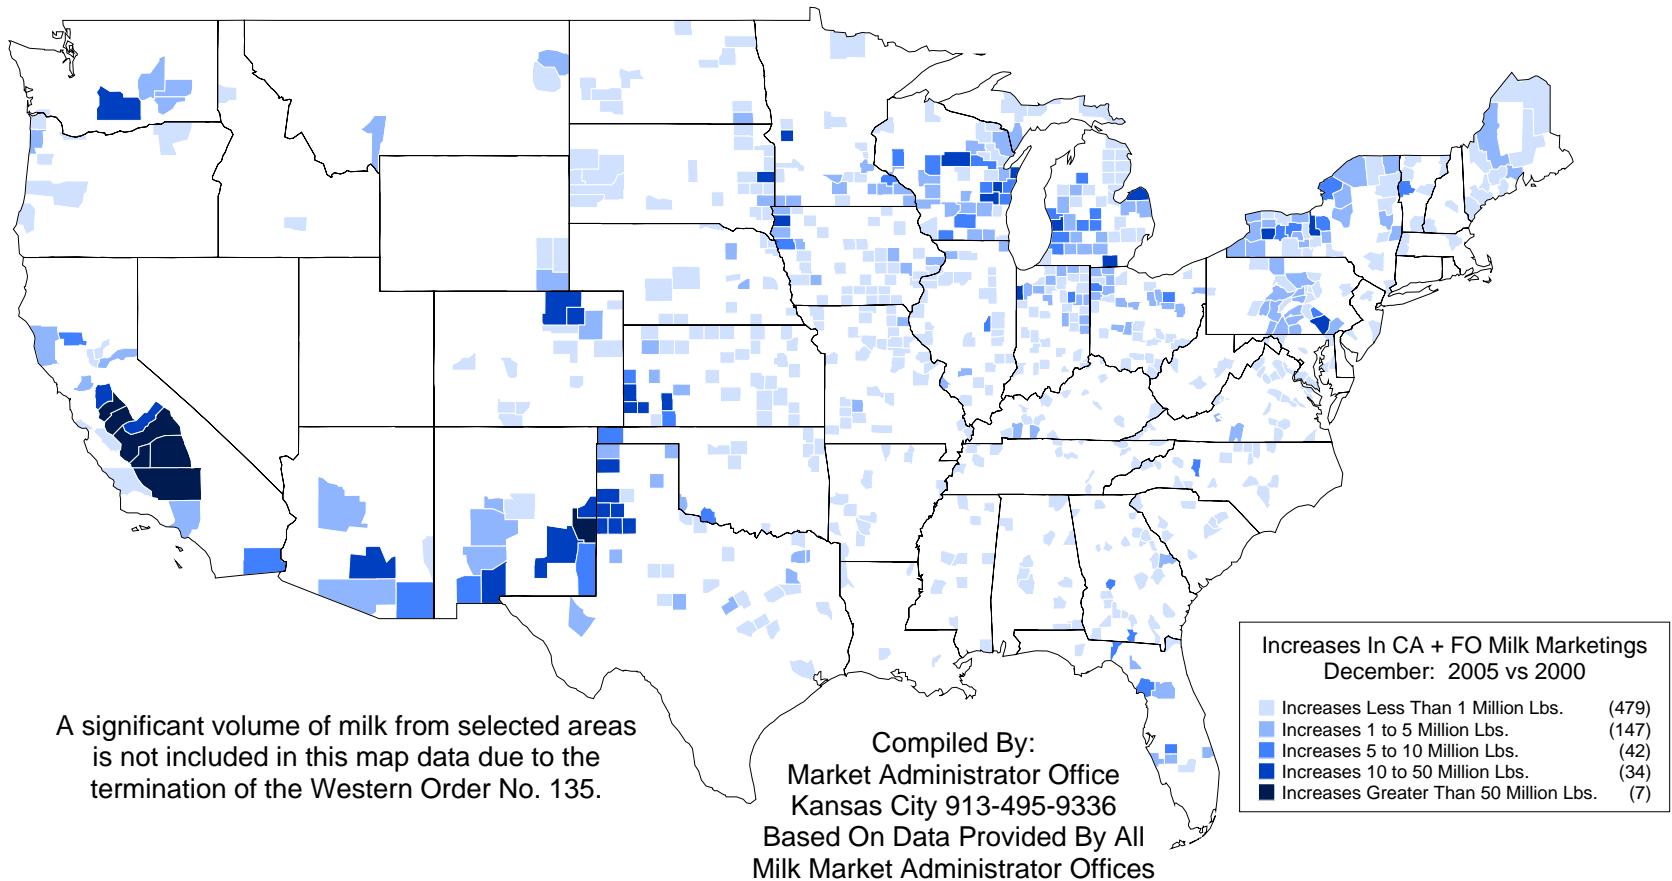 Increases In CA + FO Milk Marketings
December:  2005 vs 2000
Increases Less Than 1 Million Lbs. (479)
Increases 1 to 5 Million Lbs. (147)
Increases 5 to 10 Million Lbs. (42)
Increases 10 to 50 Million Lbs. (34)
Increases Greater Than 50 Million Lbs. (7)
A significant volume of milk from selected areas
is not included in this map data due to the
termination of the Western Order No. 135.
Compiled By:
Market Administrator Office
Kansas City 913-495-9336
Based On Data Provided By All
Milk Market Administrator Offices